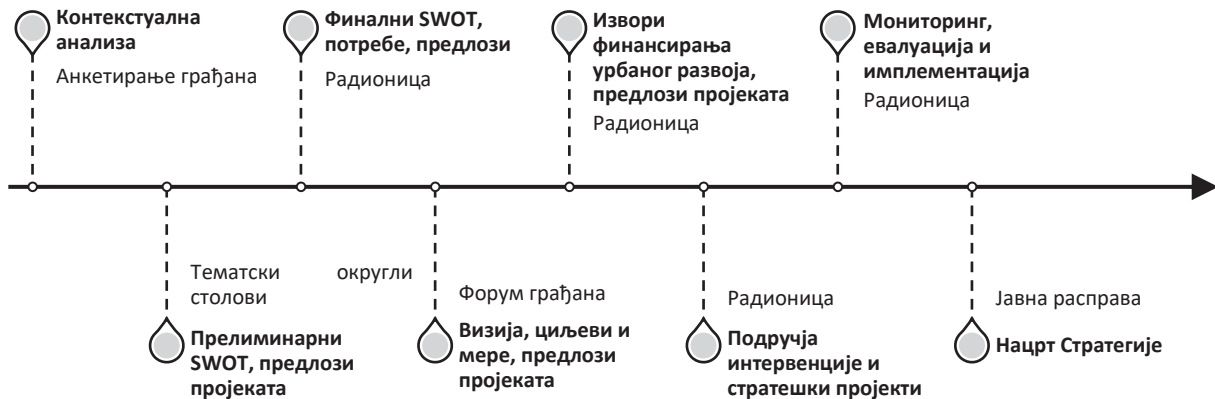 Контекстуална
анализа
Анкетирање грађана
Финални SWOT,
потребе, предлози
Радионица
Извори
финансирања
урбаног развоја,
предлози пројеката
Радионица
Мониторинг,
евалуација и
имплементација
Радионица
Тематски округли
столови
Прелиминарни
SWOT, предлози
пројеката
Форум грађана
Визија, циљеви и
мере, предлози
пројеката
Радионица
Подручја
интервенције и
стратешки пројекти
Јавна расправа
Нацрт Стратегије